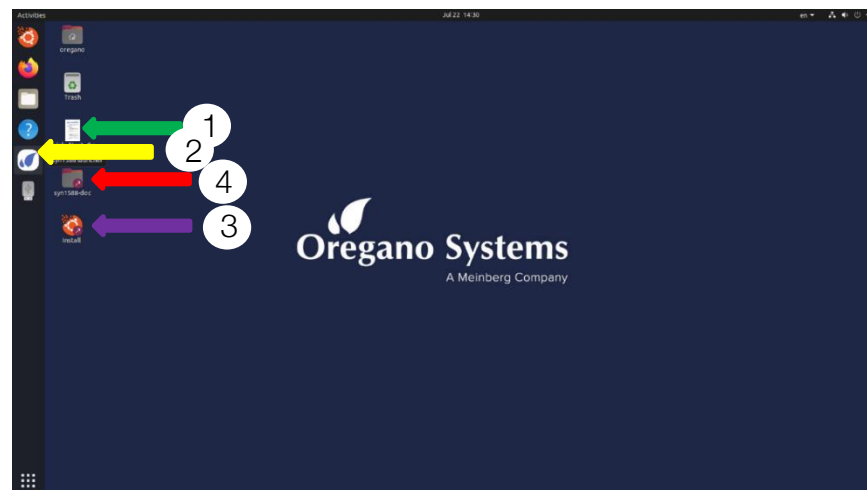 Activities
Jul 22 14:30
en
oregano
Trash
1
2
syn1588-doc
4
Install
3
Oregano Systems
A Meinberg Company